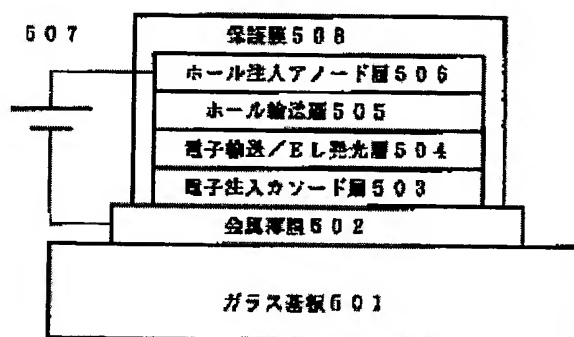 507
保護膜508
ホール注入アノード層506
ホール輸送層505
電子輸送/EL発光層504
電子注入カソード層503
金属薄膜502
ガラス基板501